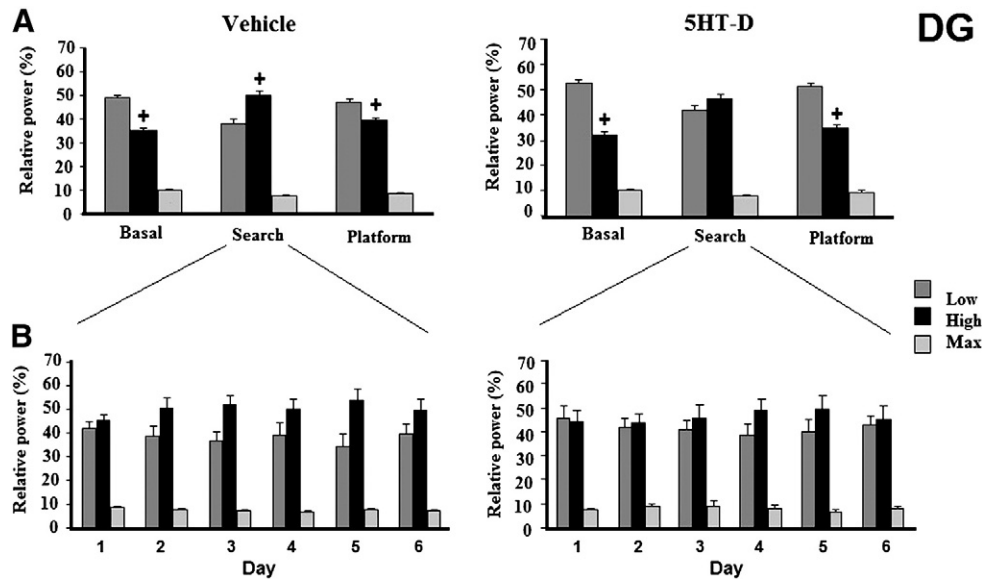 A
Vehicle
5HT-D
DG
Relative power (%)
70
60
50
40
30
20
10
0
+
+
+
Basal
Search
Platform
Relative power (%)
70
60
50
40
30
20
10
0
+
+
Basal
Search
Platform
Low
High
Max
B
Relative power (%)
70
60
50
40
30
20
10
0
1 2 3 4 5 6
Day
Relative power (%)
70
60
50
40
30
20
10
0
1 2 3 4 5 6
Day